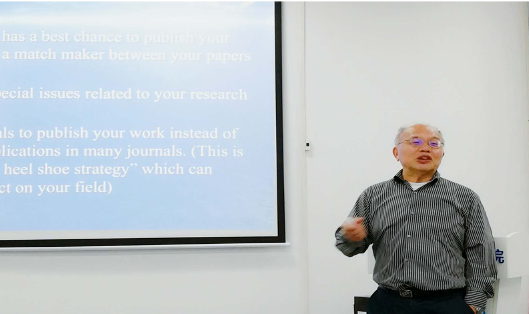 has a best chance to publish your
a match maker between your papers
ecial issues related to your research
ls to publish your work instead of
lications in many journals. (This is
heel shoe strategy” which can
ct on your field)